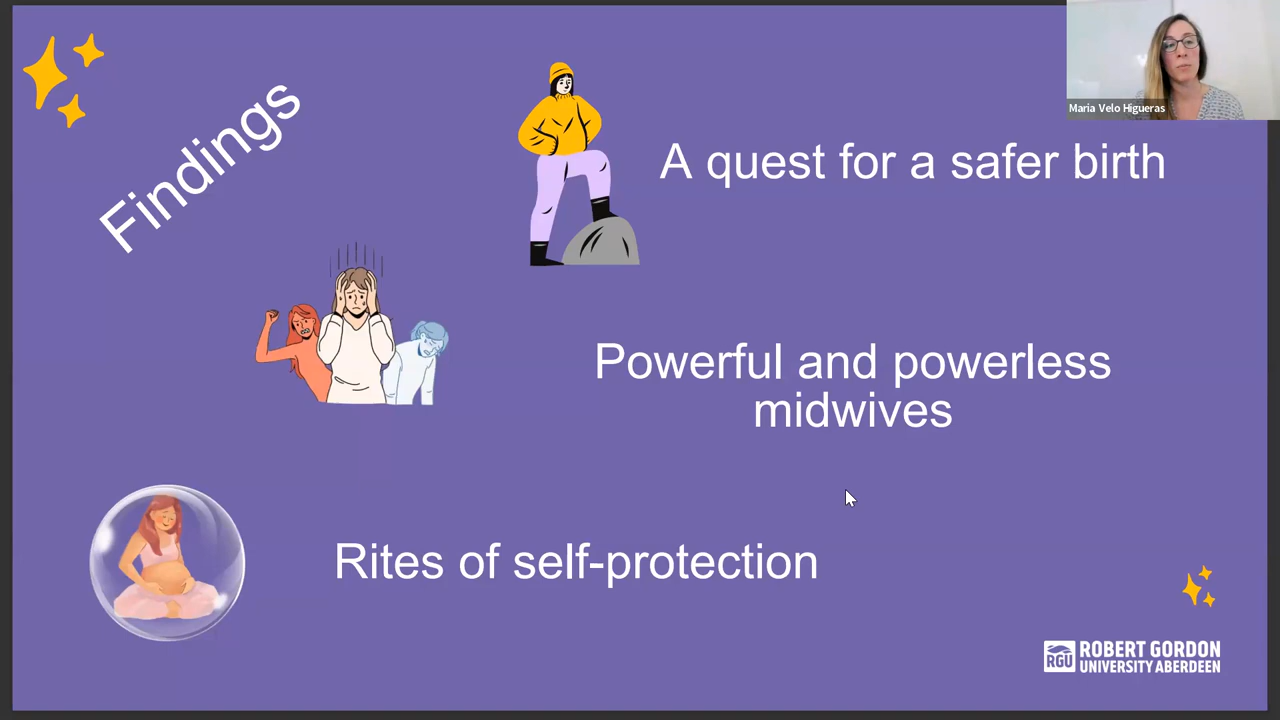 Findings
Maria Velo Higueras
A quest for a safer birth
Powerful and powerless
midwives
Rites of self-protection
RGU
ROBERT GORDON
UNIVERSITY ABERDEEN